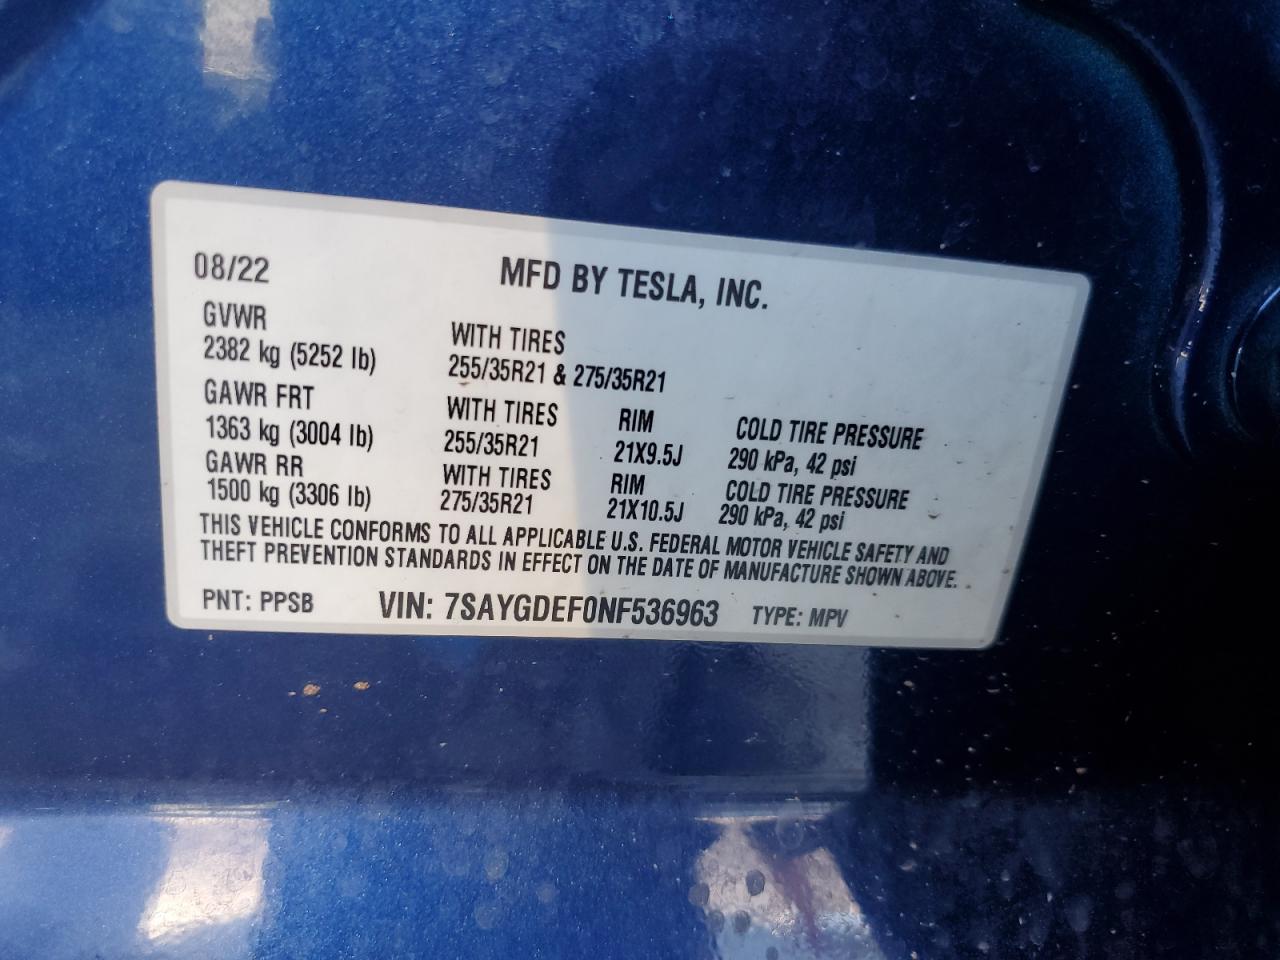 08/22 MFD BY TESLA, INC.
GVWR WITH TIRES
2382 kg (5252 lb) 255/35R21 & 275/35R21
GAWR FRT WITH TIRES RIM COLD TIRE PRESSURE
1363 kg (3004 lb) 255/35R21 21X9.5J 290 kPa, 42 psi
GAWR RR WITH TIRES RIM COLD TIRE PRESSURE
1500 kg (3306 lb) 275/35R21 21X10.5J 290 kPa, 42 psi
THIS VEHICLE CONFORMS TO ALL APPLICABLE U.S. FEDERAL MOTOR VEHICLE SAFETY AND
THEFT PREVENTION STANDARDS IN EFFECT ON THE DATE OF MANUFACTURE SHOWN ABOVE.
PNT: PPSB VIN: 7SAYGDEF0NF536963 TYPE: MPV